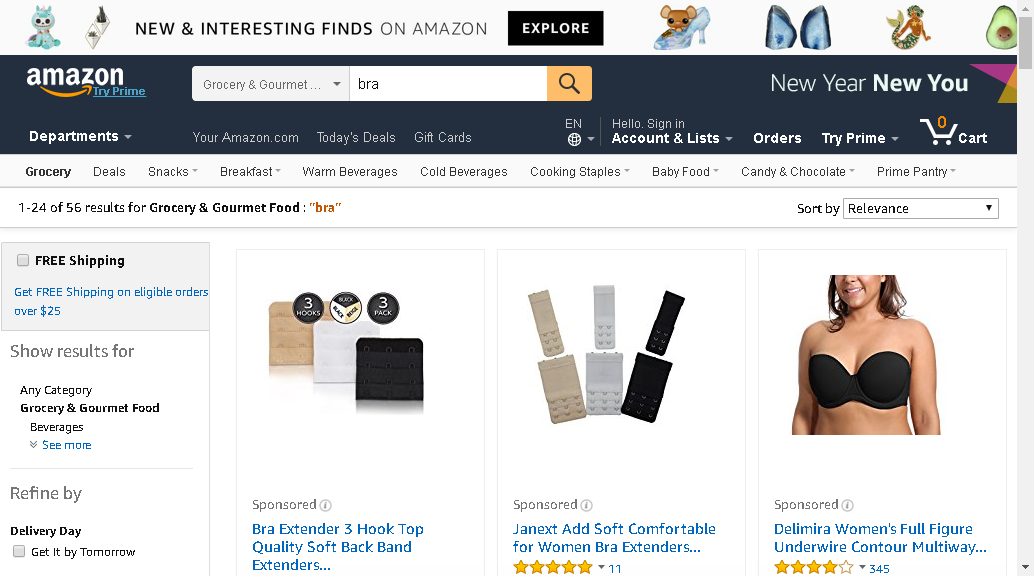 NEW & INTERESTING FINDS ON AMAZON EXPLORE
amazon
Try Prime
Grocery & Gourmet ... bra
New Year New You
Departments
Your Amazon.com Today's Deals Gift Cards
EN
Hello. Sign in
Account & Lists
Orders
Try Prime
0
Cart
Grocery Deals Snacks Breakfast Warm Beverages Cold Beverages Cooking Staples Baby Food Candy & Chocolate Prime Pantry
1-24 of 56 results for Grocery & Gourmet Food : "bra"
Sort by Relevance
FREE Shipping
Get FREE Shipping on eligible orders
over $25
Show results for
Any Category
Grocery & Gourmet Food
Beverages
See more
Refine by
Delivery Day
Get It by Tomorrow
3
HOOKS
BLACK
WHITE
BEIGE
3
PACK
Sponsored
Bra Extender 3 Hook Top
Quality Soft Back Band
Extenders...
Sponsored
Janext Add Soft Comfortable
for Women Bra Extenders...
11
Sponsored
Delimira Women's Full Figure
Underwire Contour Multiway...
345